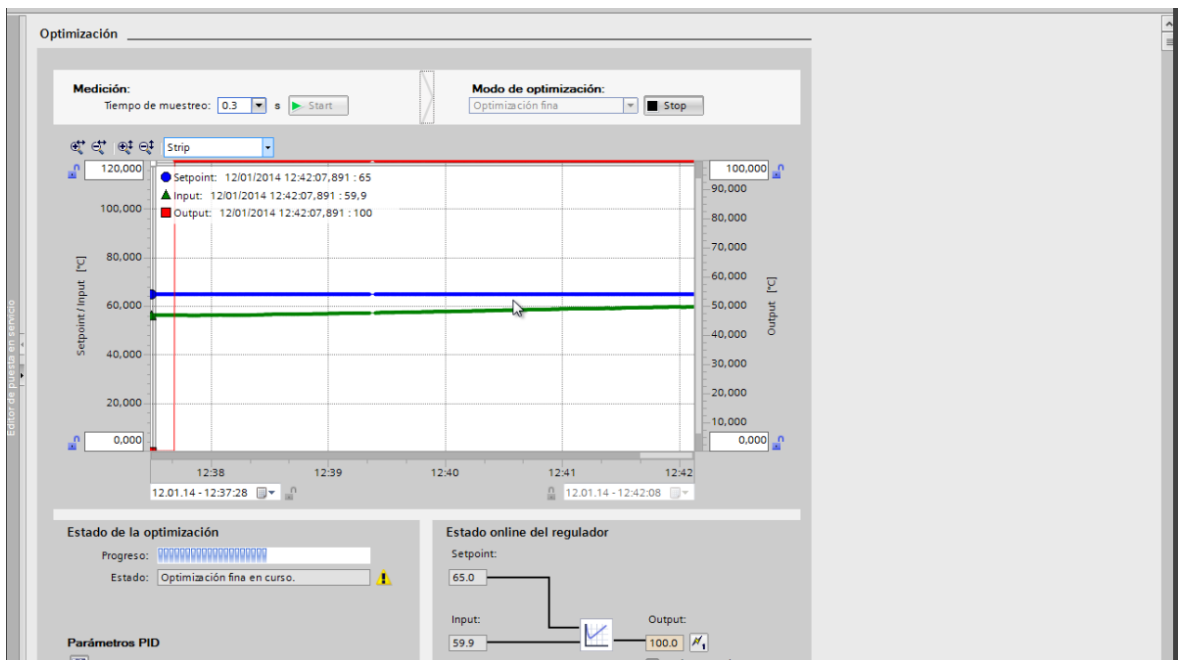 Optimización
Medición:
Tiempo de muestreo: 0.3 s Start
Modo de optimización:
Optimización fina Stop
Strip
120,000
100,000
80,000
60,000
40,000
20,000
0,000
Setpoint / Input [°C]
Setpoint: 12/01/2014 12:42:07,891 : 65
Input: 12/01/2014 12:42:07,891 : 59,9
Output: 12/01/2014 12:42:07,891 : 100
100,000
90,000
80,000
70,000
60,000
50,000
40,000
30,000
20,000
10,000
0,000
Output [°C]
12:38 12:39 12:40 12:41 12:42
12.01.14 - 12:37:28 12.01.14 - 12:42:08
Editor de puesta en servicio
Estado de la optimización
Progreso:
Estado: Optimización fina en curso.
Parámetros PID
Estado online del regulador
Setpoint:
65.0
Input: Output:
59.9 100.0